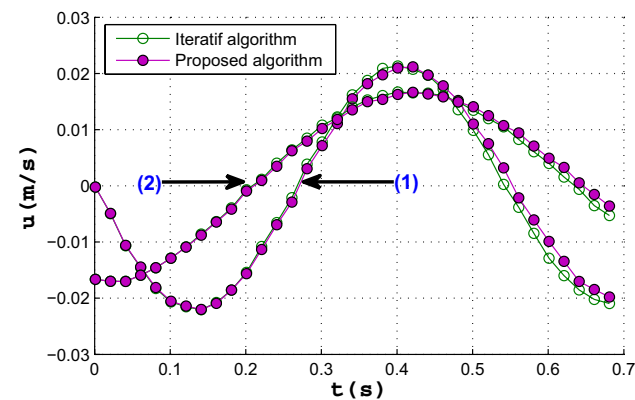 Iteratif algorithm
Proposed algorithm
0.03
0.02
0.01
0
−0.01
−0.02
−0.03
u(m/s)
(2)
(1)
0 0.1 0.2 0.3 0.4 0.5 0.6 0.7
t(s)